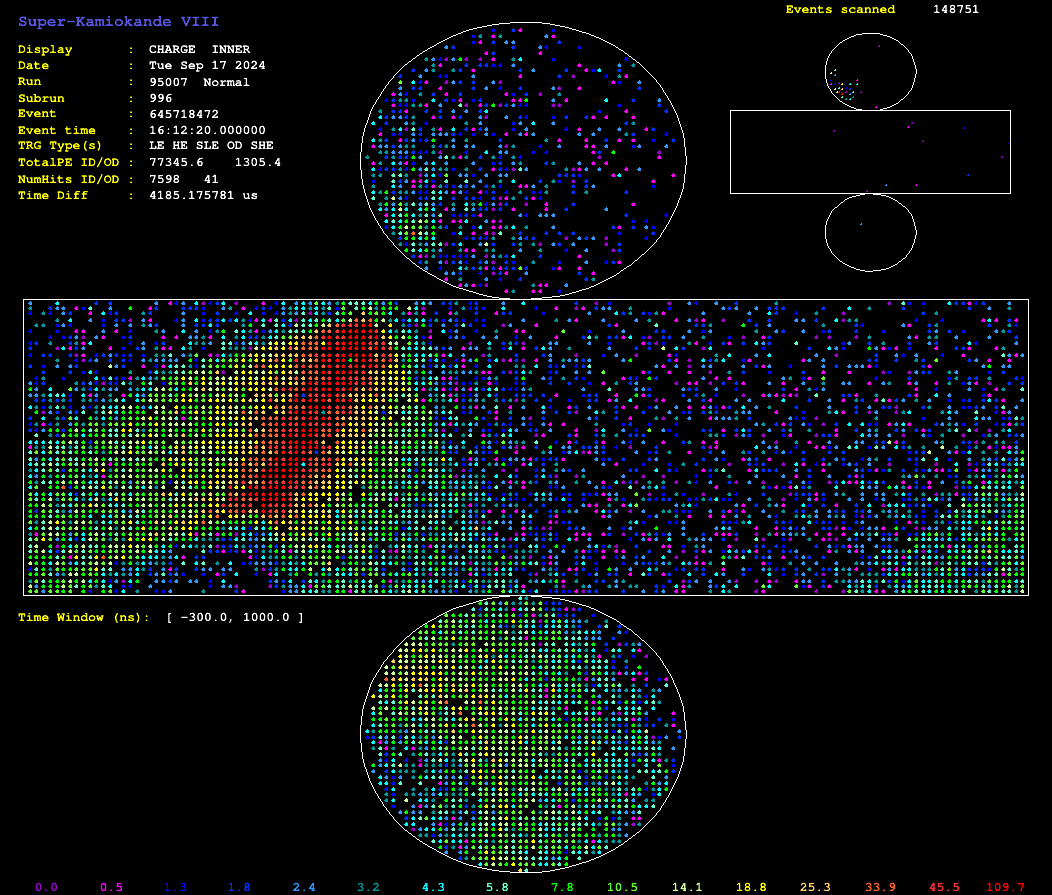 Super-Kamiokande VIII
Events scanned 148751
Display : CHARGE INNER
Date : Tue Sep 17 2024
Run : 95007 Normal
Subrun : 996
Event : 645718472
Event time : 16:12:20.000000
TRG Type(s) : LE HE SLE OD SHE
TotalPE ID/OD : 77345.6 1305.4
NumHits ID/OD : 7598 41
Time Diff : 4185.175781 us
Time Window (ns): [ -300.0, 1000.0 ]
0.0 0.5 1.3 1.8 2.4 3.2 4.3 5.8 7.8 10.5 14.1 18.8 25.3 33.9 45.5 109.7